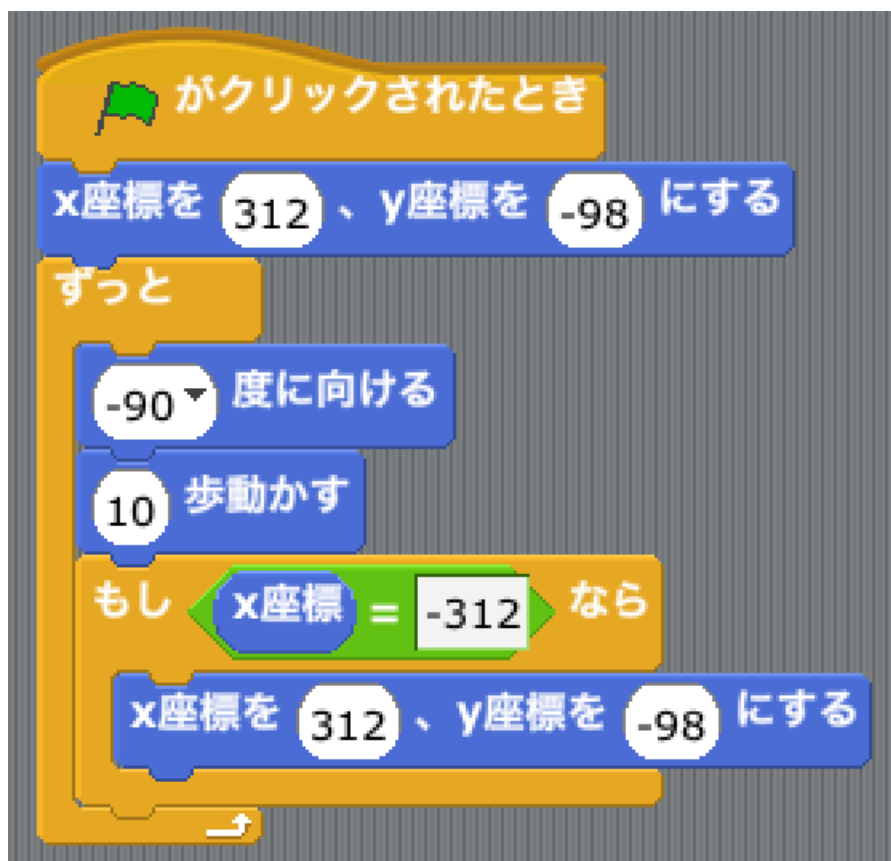 がクリックされたとき
x座標を 312 、y座標を -98 にする
ずっと
-90 度に向ける
10 歩動かす
もし x座標 = -312 なら
x座標を 312 、y座標を -98 にする